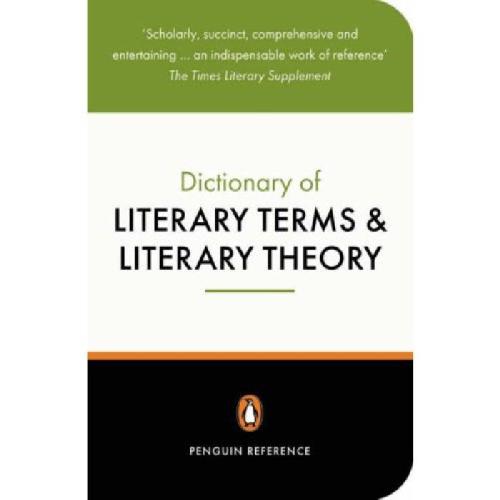 ‘Scholarly, succinct, comprehensive and
entertaining ... an indispensable work of reference’
The Times Literary Supplement
Dictionary of
LITERARY TERMS &
LITERARY THEORY
PENGUIN REFERENCE